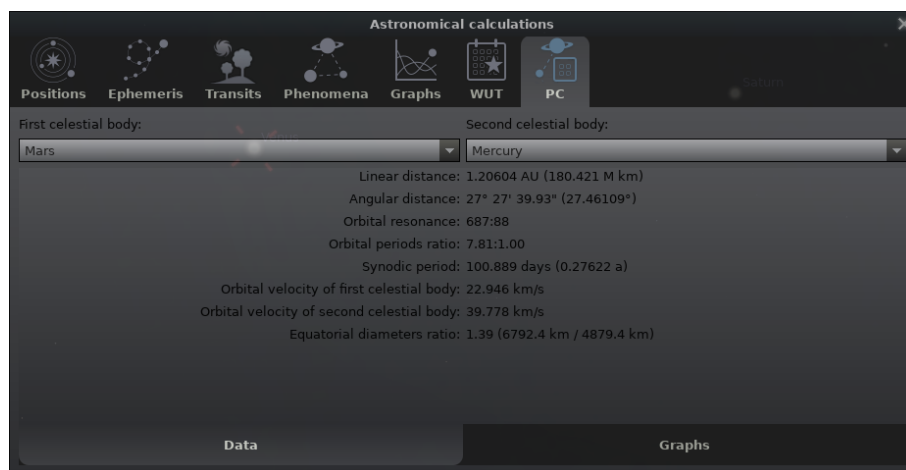 Astronomical calculations
Positions Ephemeris Transits Phenomena Graphs WUT PC
Saturn
First celestial body: Second celestial body:
Mars Mercury
Linear distance: 1.20604 AU (180.421 M km)
Angular distance: 27° 27' 39.93" (27.46109°)
Orbital resonance: 687:88
Orbital periods ratio: 7.81:1.00
Synodic period: 100.889 days (0.27622 a)
Orbital velocity of first celestial body: 22.946 km/s
Orbital velocity of second celestial body: 39.778 km/s
Equatorial diameters ratio: 1.39 (6792.4 km / 4879.4 km)
Data Graphs